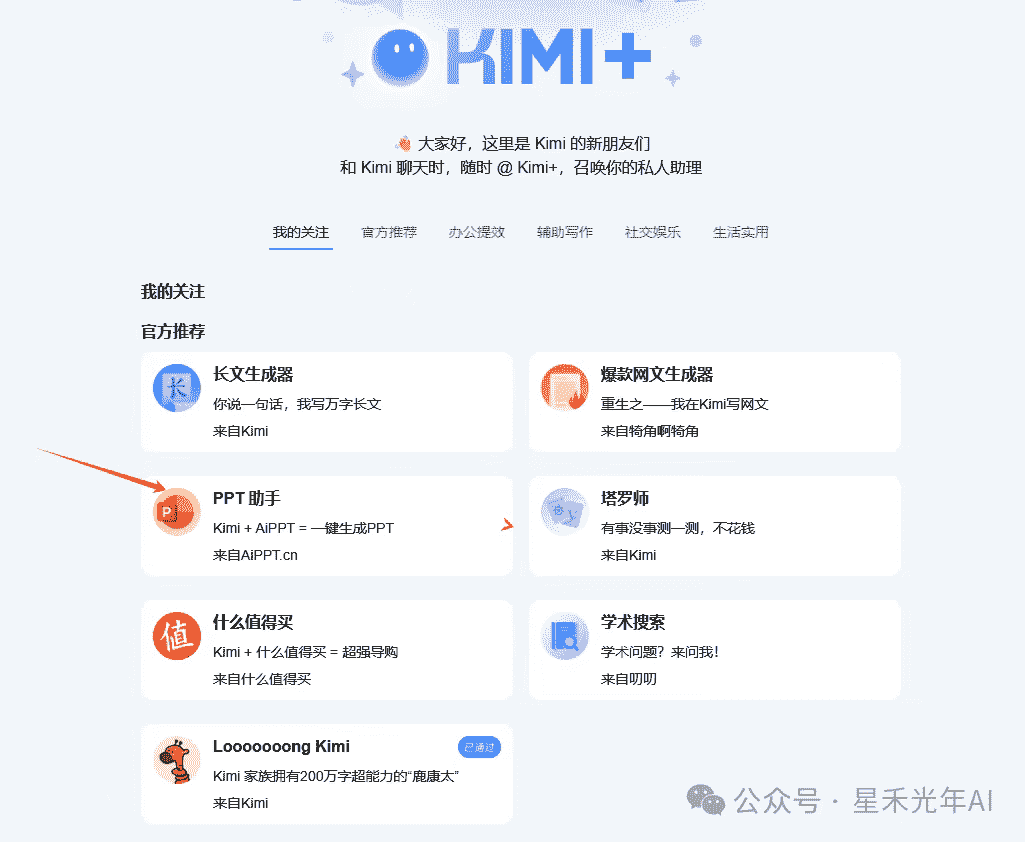 KIMI+
大家好，这里是 Kimi 的新朋友们
和 Kimi 聊天时，随时 @ Kimi+，召唤你的私人助理
我的关注 官方推荐 办公提效 辅助写作 社交娱乐 生活实用
我的关注
官方推荐
长
长文生成器
你说一句话，我写万字长文
来自Kimi
爆款网文生成器
重生之——我在Kimi写网文
来自犄角啊犄角
P
PPT 助手
Kimi + AiPPT = 一键生成PPT
来自AiPPT.cn
塔罗师
有事没事测一测，不花钱
来自Kimi
值
什么值得买
Kimi + 什么值得买 = 超强导购
来自什么值得买
学术搜索
学术问题？来问我！
来自叨叨
Looooooong Kimi
已通过
Kimi 家族拥有200万字超能力的“鹿康太”
来自Kimi
公众号 · 星禾光年AI